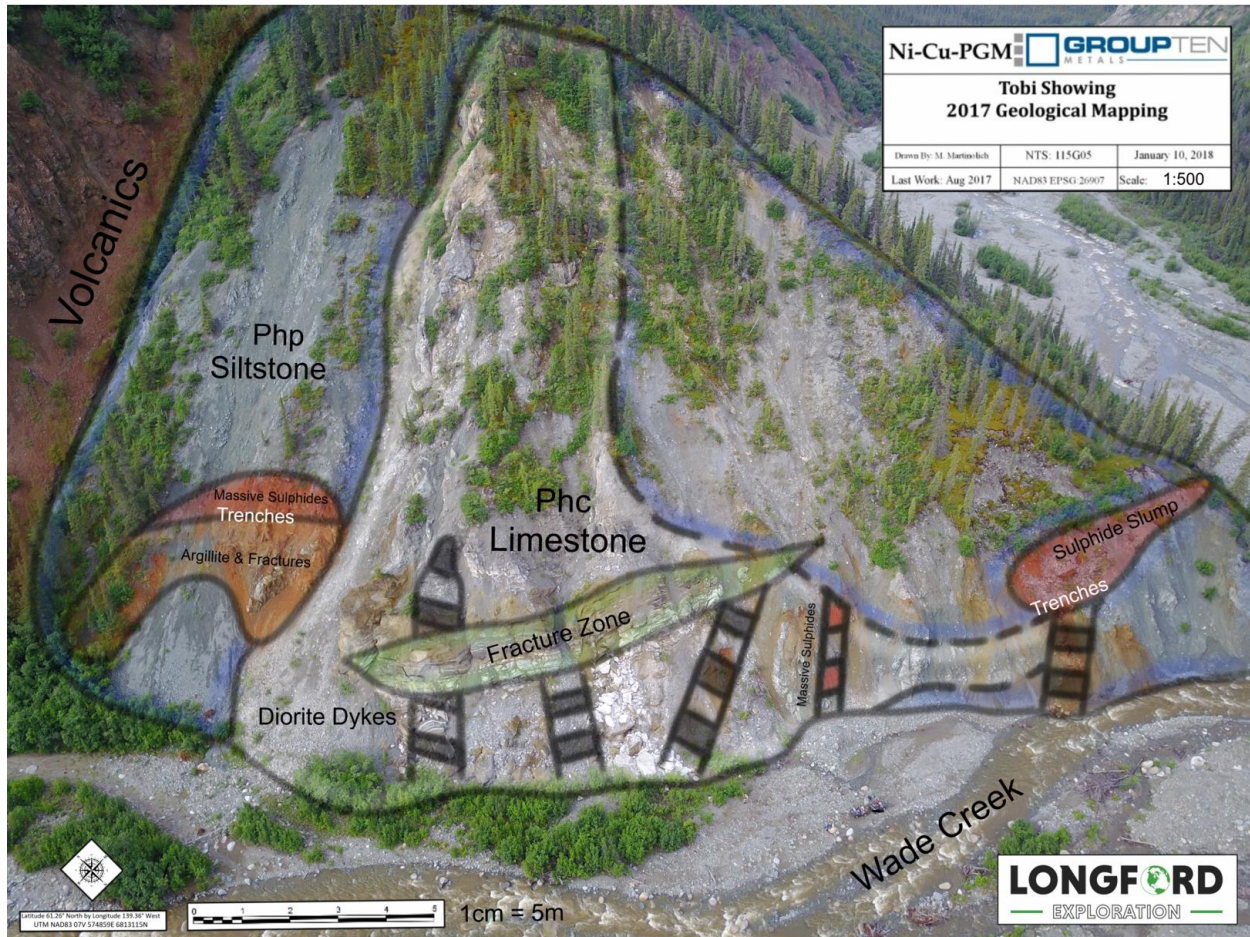 Ni-Cu-PGM GROUPTEN
METALS
Tobi Showing
2017 Geological Mapping
Drawn By: M. Martinolich NTS: 115G05 January 10, 2018
Last Work: Aug 2017 NAD83 EPSG:26907 Scale: 1:500
Volcanics
Php
Siltstone
Massive Sulphides
Trenches
Argillite & Fractures
Phc
Limestone
Fracture Zone
Diorite Dykes
Massive Sulphides
Sulphide Slump
Trenches
Wade Creek
Latitude 61.26° North by Longitude 139.36° West
UTM NAD83 07V 574859E 6813115N
0 1 2 3 4 5
1cm = 5m
LONGFORD
EXPLORATION